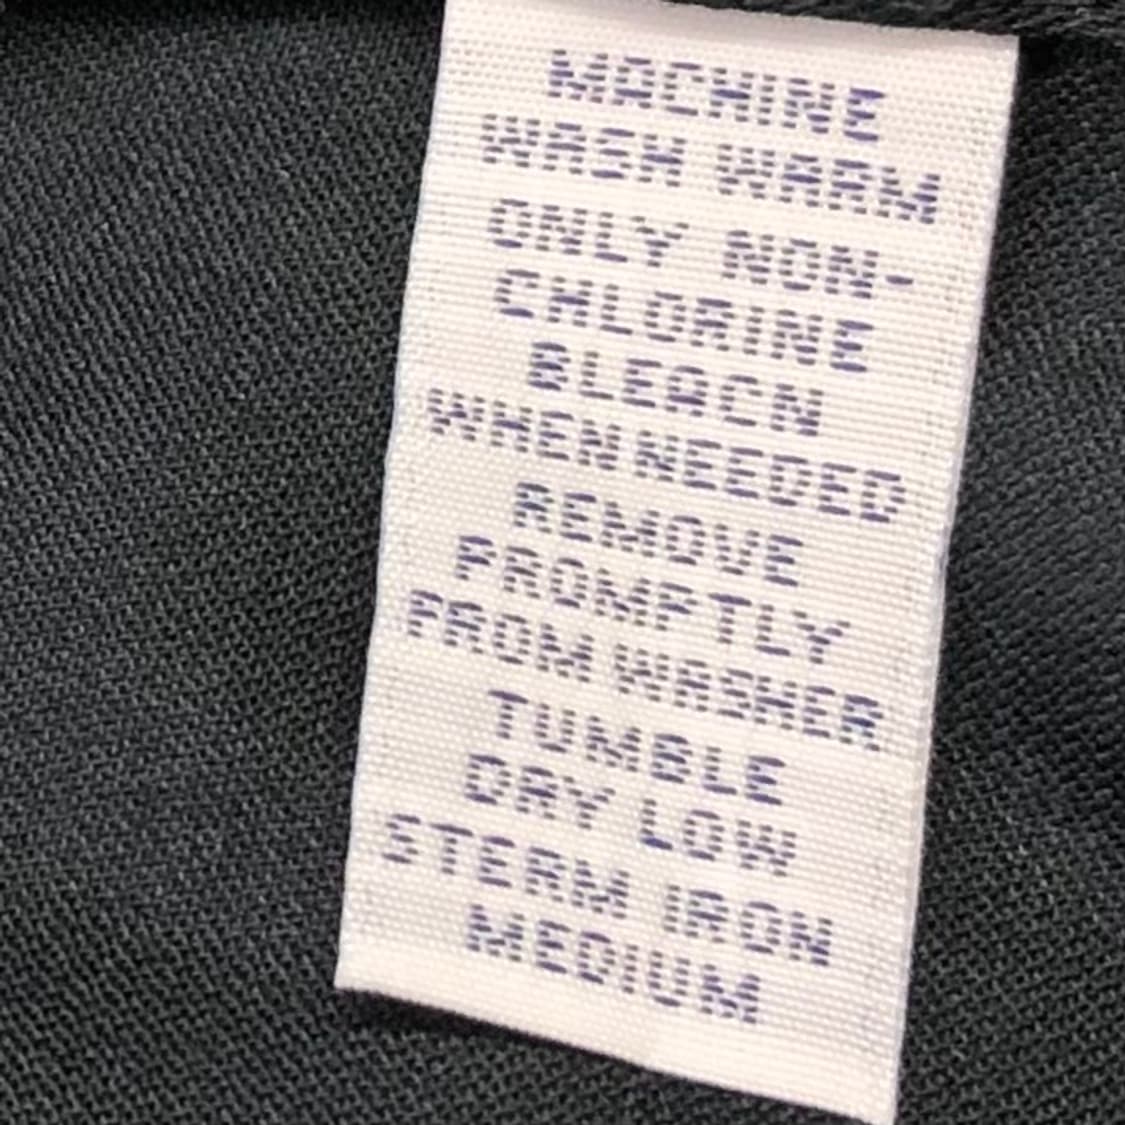 MACHINE
WASH WARM
ONLY NON-
CHLORINE
BLEACN
WHEN NEEDED
REMOVE
PROMPTLY
FROM WASHER
TUMBLE
DRY LOW
STERM IRON
MEDIUM